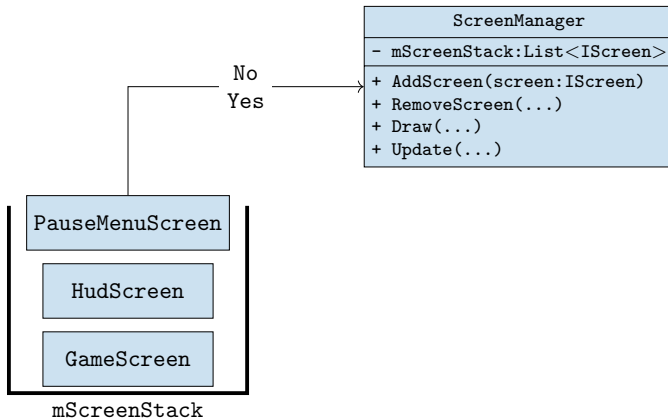 ScreenManager
- mScreenStack:List<IScreen>
+ AddScreen(screen:IScreen)
+ RemoveScreen(...)
+ Draw(...)
+ Update(...)
No
Yes
PauseMenuScreen
HudScreen
GameScreen
mScreenStack